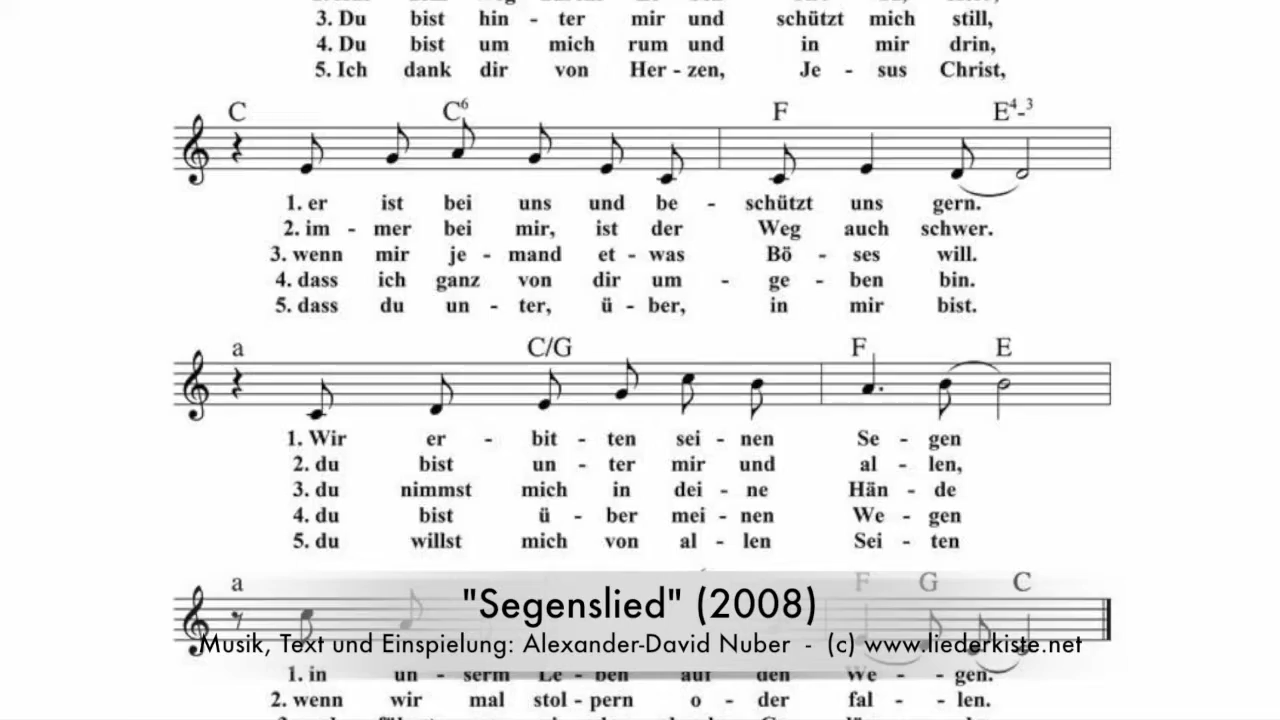 3. Du bist hin - ter mir und schützt mich still,
4. Du bist um mich rum und in mir drin,
5. Ich dank dir von Her - zen, Je - sus Christ,
C C6 F E4-3
1. er ist bei uns und be - schützt uns gern.
2. im - mer bei mir, ist der Weg auch schwer.
3. wenn mir je - mand et - was Bö - ses will.
4. dass ich ganz von dir um - ge - ben bin.
5. dass du un - ter, ü - ber, in mir bist.
a C/G F E
1. Wir er - bit - ten sei - nen Se - gen
2. du bist un - ter mir und al - len,
3. du nimmst mich in dei - ne Hän - de
4. du bist ü - ber mei - nen We - gen
5. du willst mich von al - len Sei - ten
a F G C
"Segenslied" (2008)
Musik, Text und Einspielung: Alexander-David Nuber - (c) www.liederkiste.net
1. in un - serm Le - ben auf den We - gen.
2. wenn wir mal stol - pern o - der fal - len.